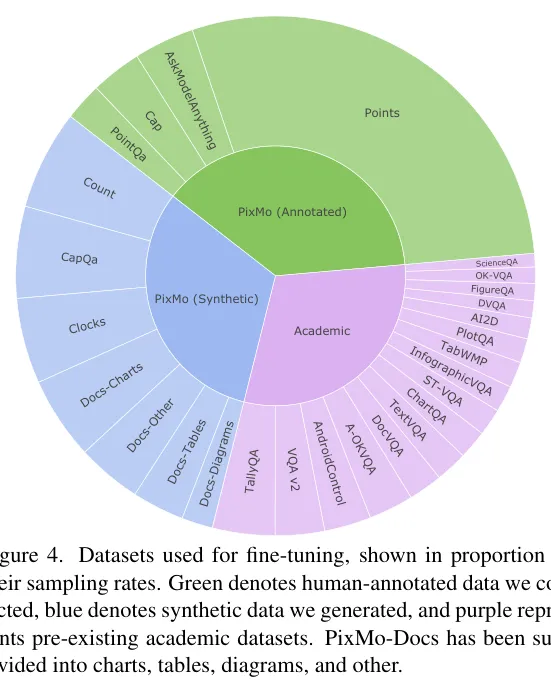 AskModelAnything
Points
Cap
PointQa
PixMo (Annotated)
Count
CapQa
PixMo (Synthetic)
Clocks
Docs-Charts
Docs-Other
Docs-Tables
Docs-Diagrams
Academic
ScienceQA
OK-VQA
FigureQA
DVQA
AI2D
PlotQA
TabWMP
InfographicVQA
ST-VQA
ChartQA
TextVQA
DocVQA
A-OKVQA
AndroidControl
VQA v2
TallyQA
gure 4. Datasets used for fine-tuning, shown in proportion
eir sampling rates. Green denotes human-annotated data we co
cted, blue denotes synthetic data we generated, and purple repr
nts pre-existing academic datasets. PixMo-Docs has been su
vided into charts, tables, diagrams, and other.